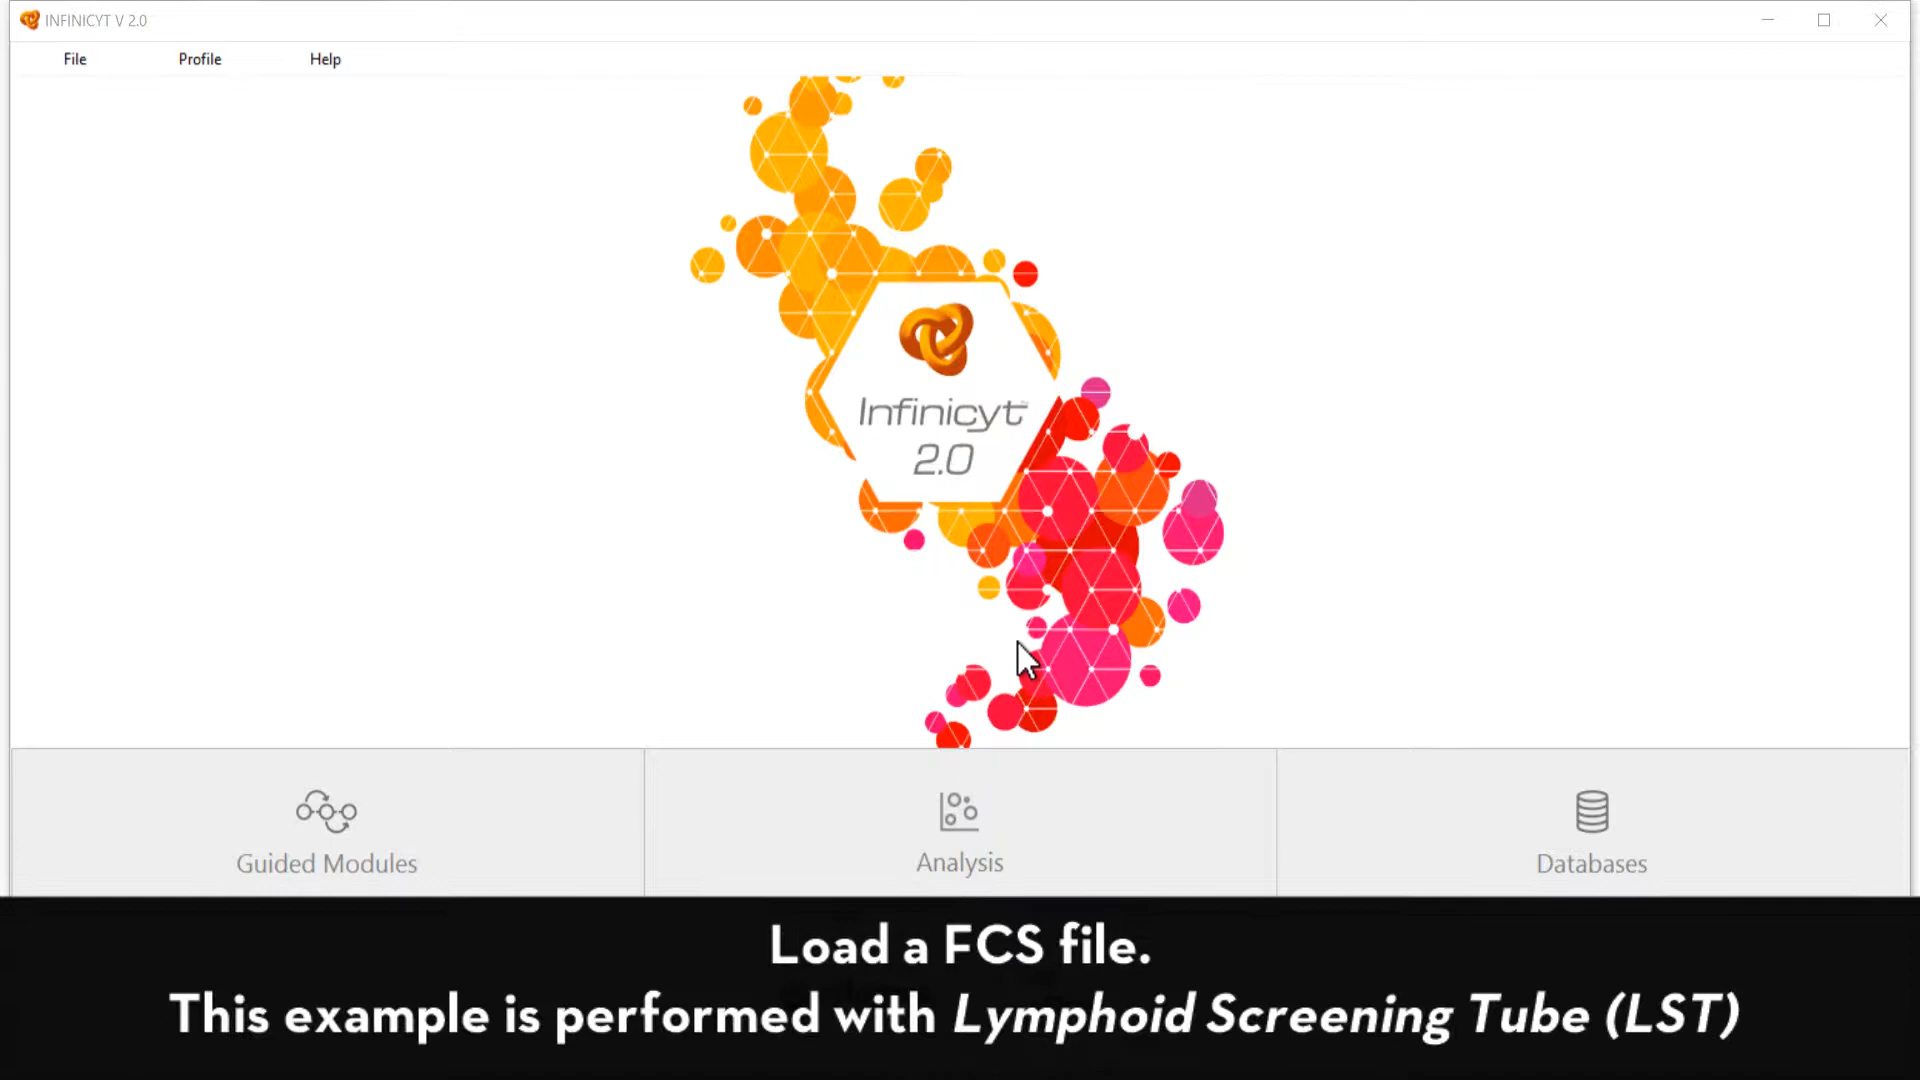 INFINICYT V 2.0
File Profile Help
Infinicyt™
2.0
Guided Modules Analysis Databases
Load a FCS file.
This example is performed with Lymphoid Screening Tube (LST)